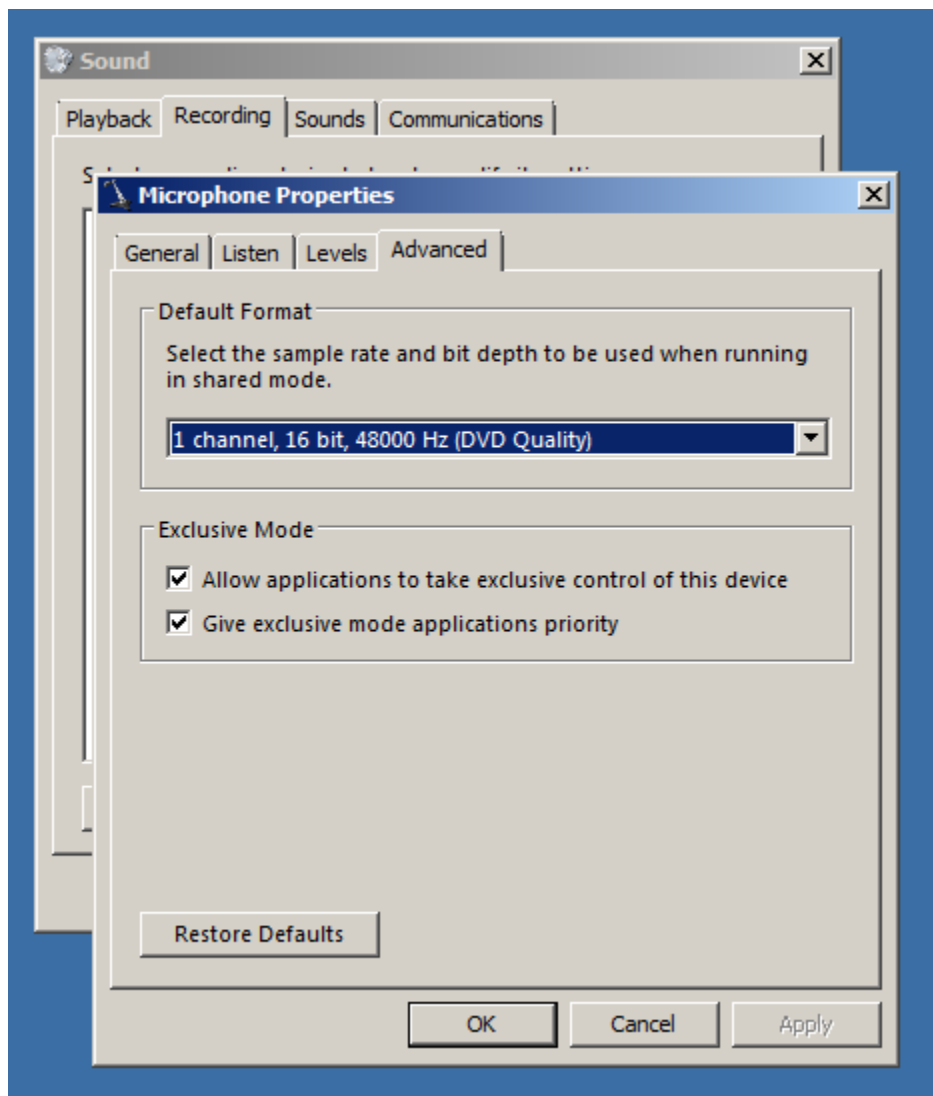 Sound
Playback Recording Sounds Communications
Microphone Properties
General Listen Levels Advanced
Default Format
Select the sample rate and bit depth to be used when running
in shared mode.
1 channel, 16 bit, 48000 Hz (DVD Quality)
Exclusive Mode
Allow applications to take exclusive control of this device
Give exclusive mode applications priority
Restore Defaults
OK Cancel Apply